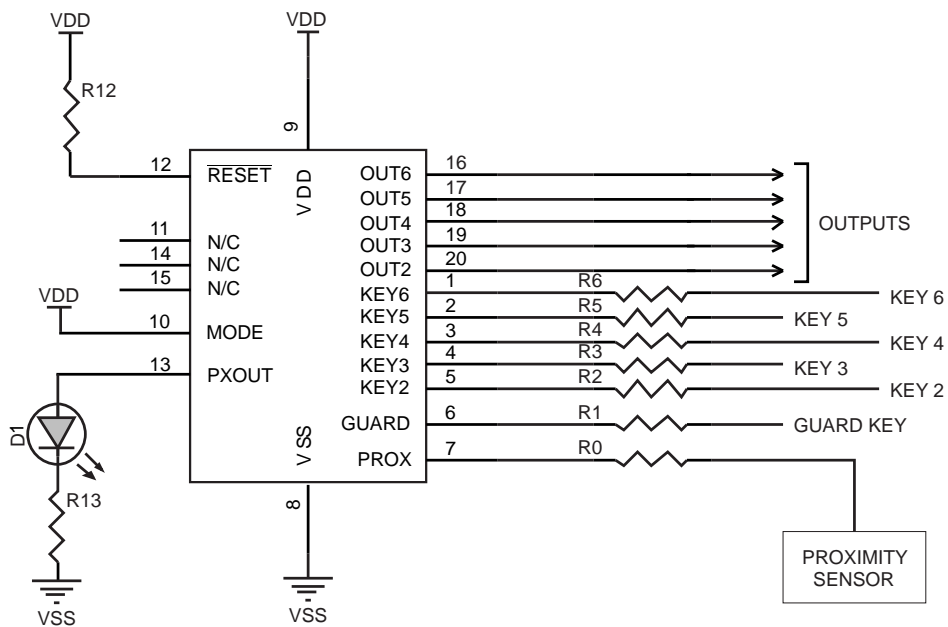 VDD
VDD
R12
9
12
RESET
VDD
OUT6
16
OUT5
17
OUT4
18
OUT3
19
OUT2
20
OUTPUTS
11
N/C
14
N/C
15
N/C
KEY6
1
R6
KEY 6
KEY5
2
R5
KEY 5
KEY4
3
R4
KEY 4
KEY3
4
R3
KEY 3
KEY2
5
R2
KEY 2
VDD
10
MODE
13
PXOUT
GUARD
6
R1
GUARD KEY
D1
VSS
PROX
7
R0
R13
8
PROXIMITY
SENSOR
VSS
VSS